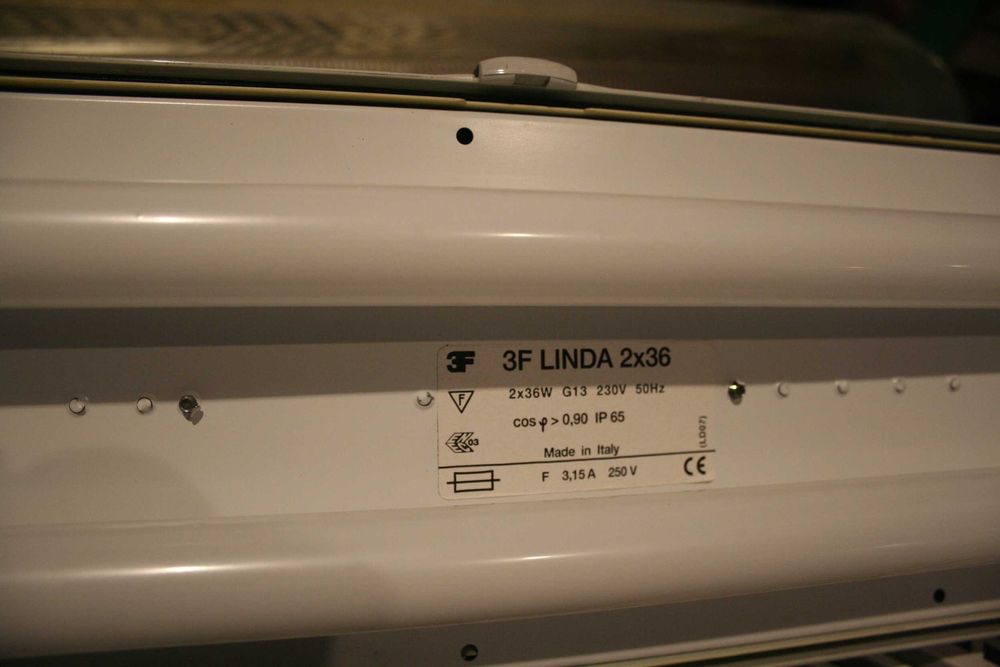 3F 3F LINDA 2x36
F 2x36W G13 230V 50Hz
cos φ > 0,90 IP 65
03
Made in Italy
(LD07)
F 3,15 A 250 V CE